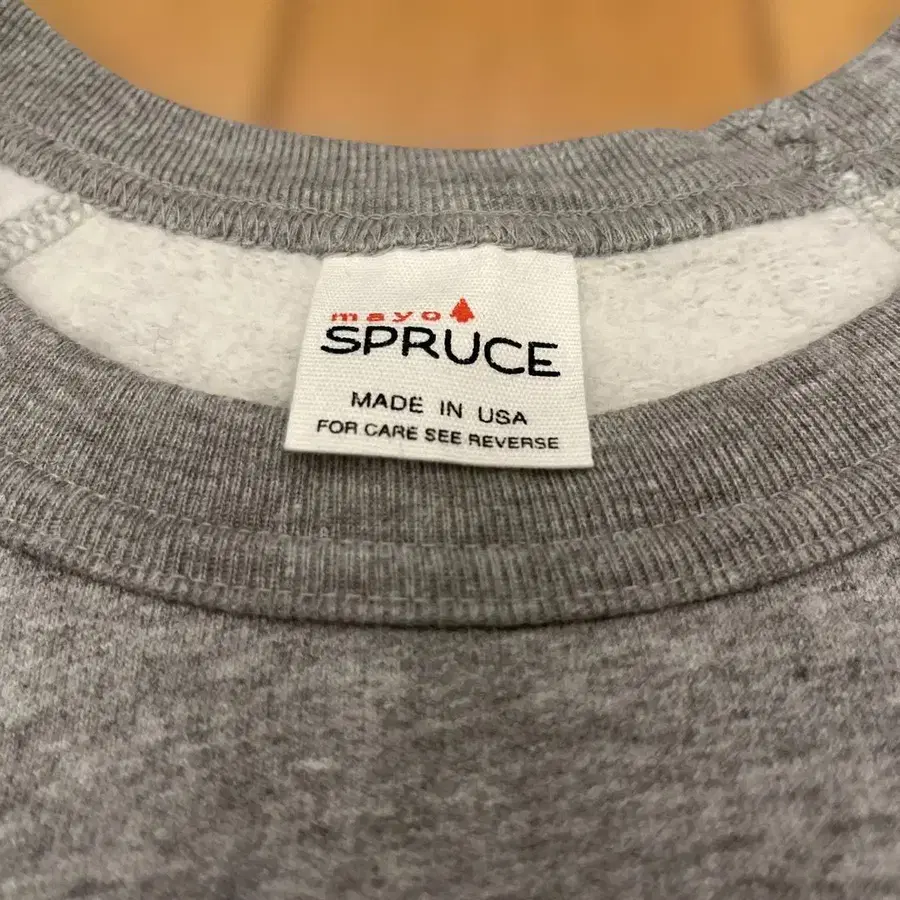 mayo
SPRUCE
MADE IN USA
FOR CARE SEE REVERSE